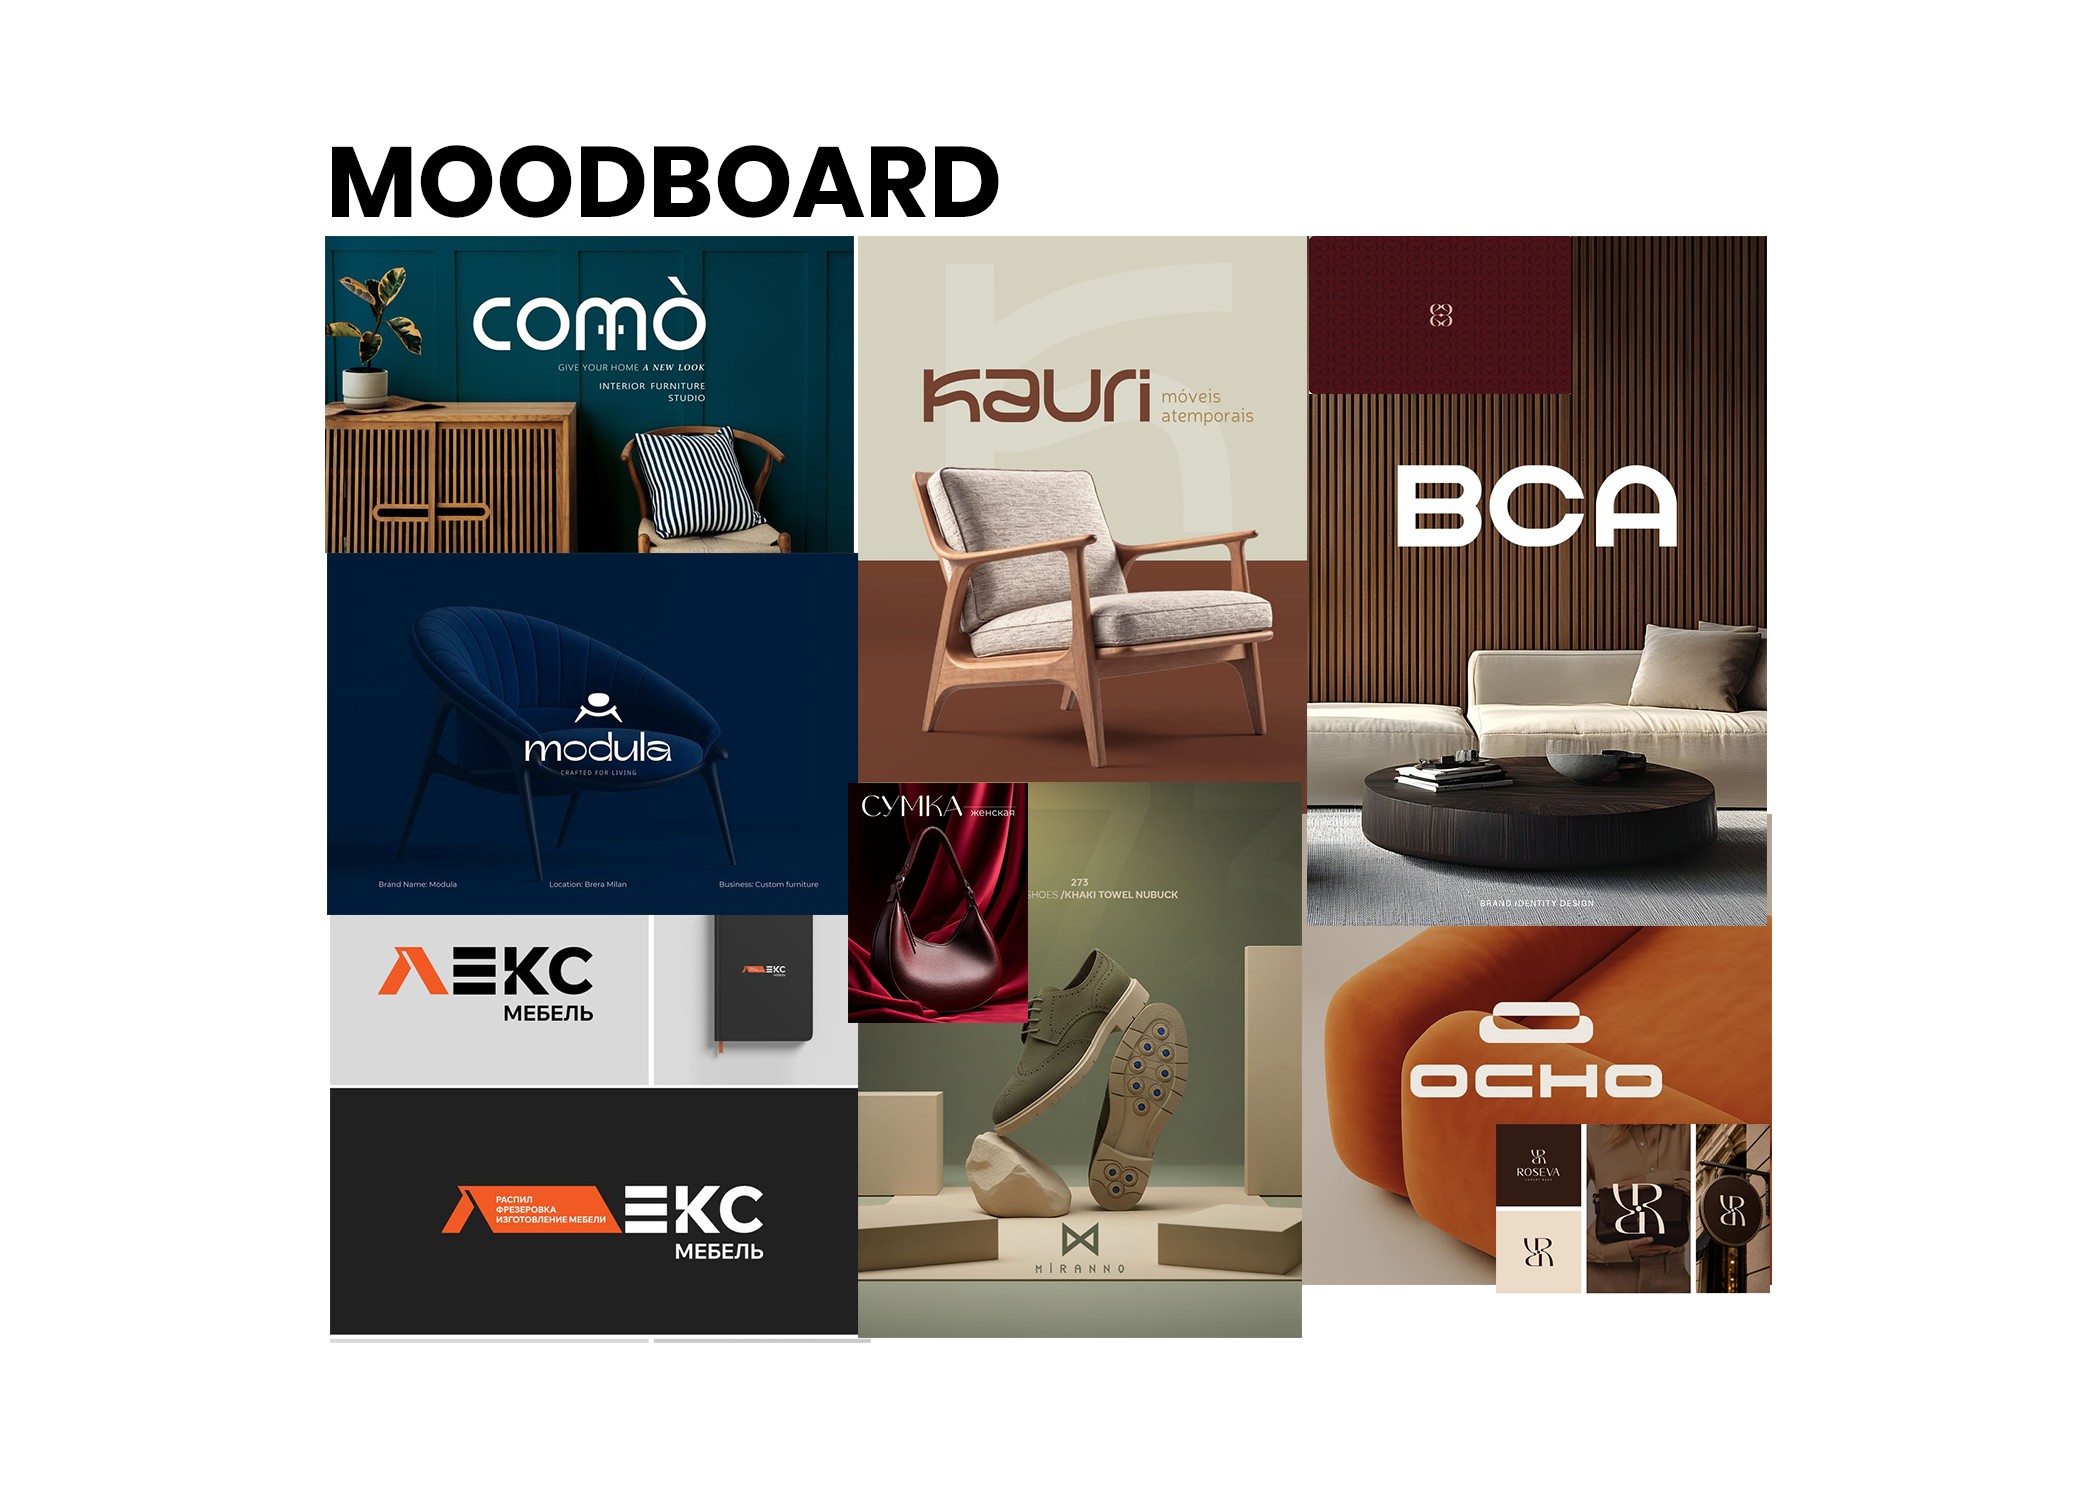 MOODBOARD
comò
GIVE YOUR HOME A NEW LOOK
INTERIOR FURNITURE
STUDIO
kauri
móveis
atemporais
BCA
BRAND IDENTITY DESIGN
modula
CRAFTED FOR LIVING
Brand Name: Modula
Location: Brera Milan
Business: Custom furniture
СУМКА
женская
273
SHOES /KHAKI TOWEL NUBUCK
MIRANNO
ЛЕКС
МЕБЕЛЬ
ЕКС
РАСПИЛ
ФРЕЗЕРОВКА
ИЗГОТОВЛЕНИЕ МЕБЕЛИ
ЕКС
МЕБЕЛЬ
OCHO
ROSEVA